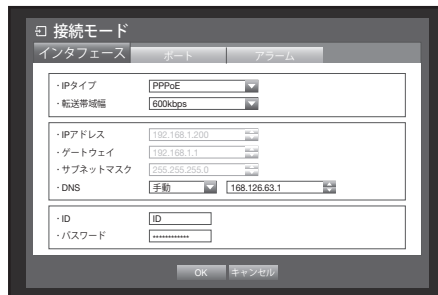 接続モード
インタフェース ポート アラーム
・IPタイプ PPPoE
・転送帯域幅 600kbps
・IPアドレス 192.168.1.200
・ゲートウェイ 192.168.1.1
・サブネットマスク 255.255.255.0
・DNS 手動 168.126.63.1
・ID ID
・パスワード ************
OK キャンセル